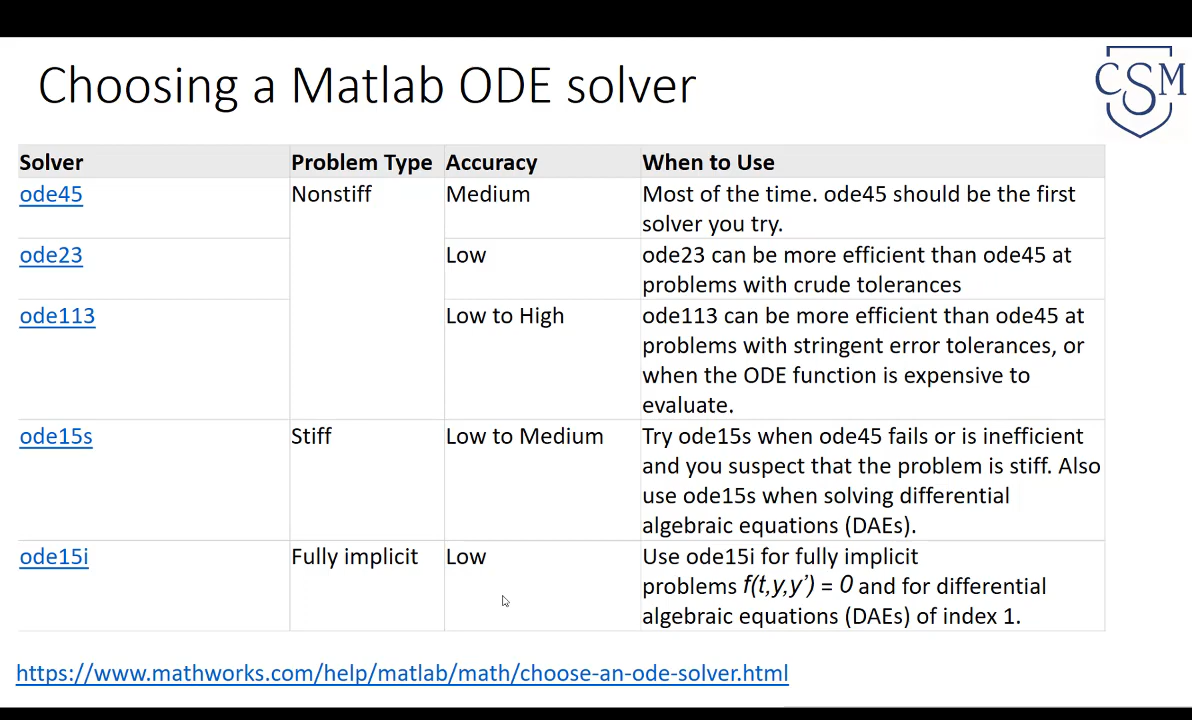 Choosing a Matlab ODE solver
CSM
Solver Problem Type Accuracy When to Use
ode45 Nonstiff Medium Most of the time. ode45 should be the first
solver you try.
ode23 Low ode23 can be more efficient than ode45 at
problems with crude tolerances
ode113 Low to High ode113 can be more efficient than ode45 at
problems with stringent error tolerances, or
when the ODE function is expensive to
evaluate.
ode15s Stiff Low to Medium Try ode15s when ode45 fails or is inefficient
and you suspect that the problem is stiff. Also
use ode15s when solving differential
algebraic equations (DAEs).
ode15i Fully implicit Low Use ode15i for fully implicit
problems f(t,y,y’) = 0 and for differential
algebraic equations (DAEs) of index 1.
https://www.mathworks.com/help/matlab/math/choose-an-ode-solver.html